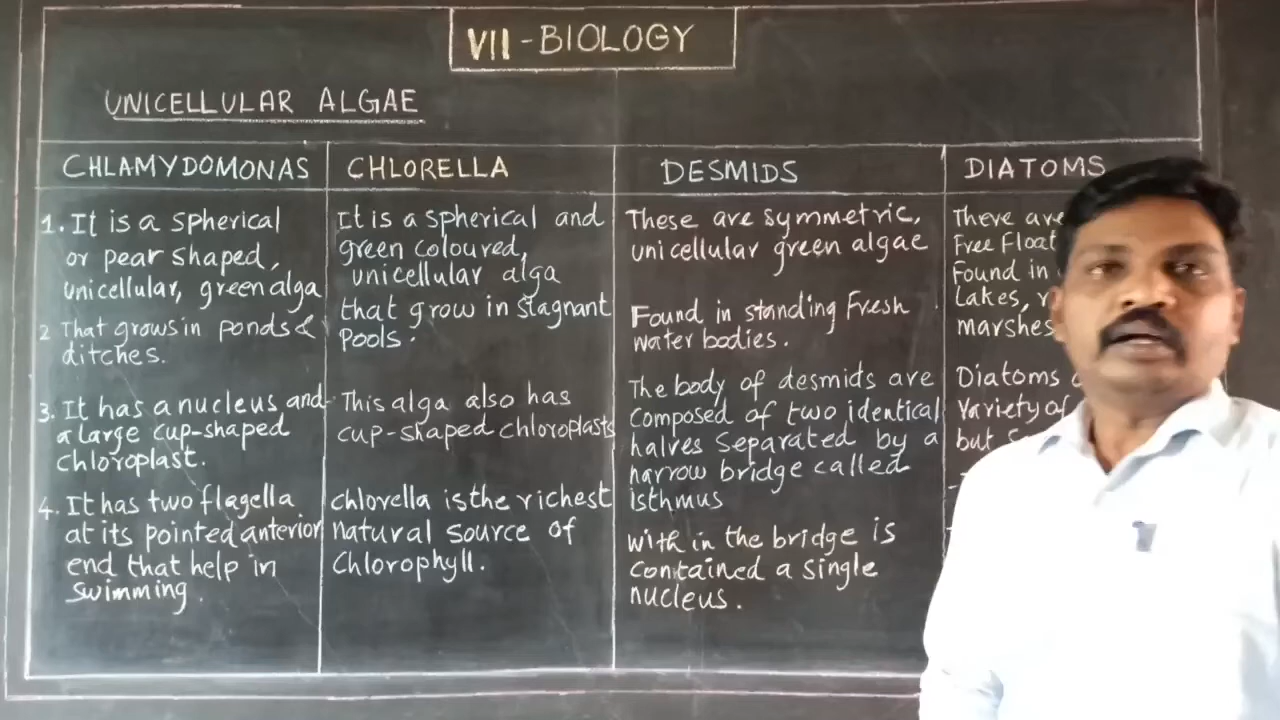 VII - BIOLOGY
UNICELLULAR ALGAE
CHLAMYDOMONAS
1. It is a spherical
or pear shaped,
unicellular, green alga
2 That grows in ponds &
ditches.
3. It has a nucleus and
a large cup-shaped
chloroplast.
4. It has two flagella
at its pointed anterior
end that help in
swimming.
CHLORELLA
It is a spherical and
green coloured,
unicellular alga
that grow in stagnant
pools.
This alga also has
cup-shaped chloroplasts
Chlorella is the richest
natural source of
Chlorophyll.
DESMIDS
These are symmetric,
unicellular green algae
Found in standing Fresh
water bodies.
The body of desmids are
composed of two identical
halves separated by a
narrow bridge called
isthmus
With in the bridge is
contained a single
nucleus.
DIATOMS
There are
Free Float
Found in
Lakes,
marshes
Diatoms
Variety of
but